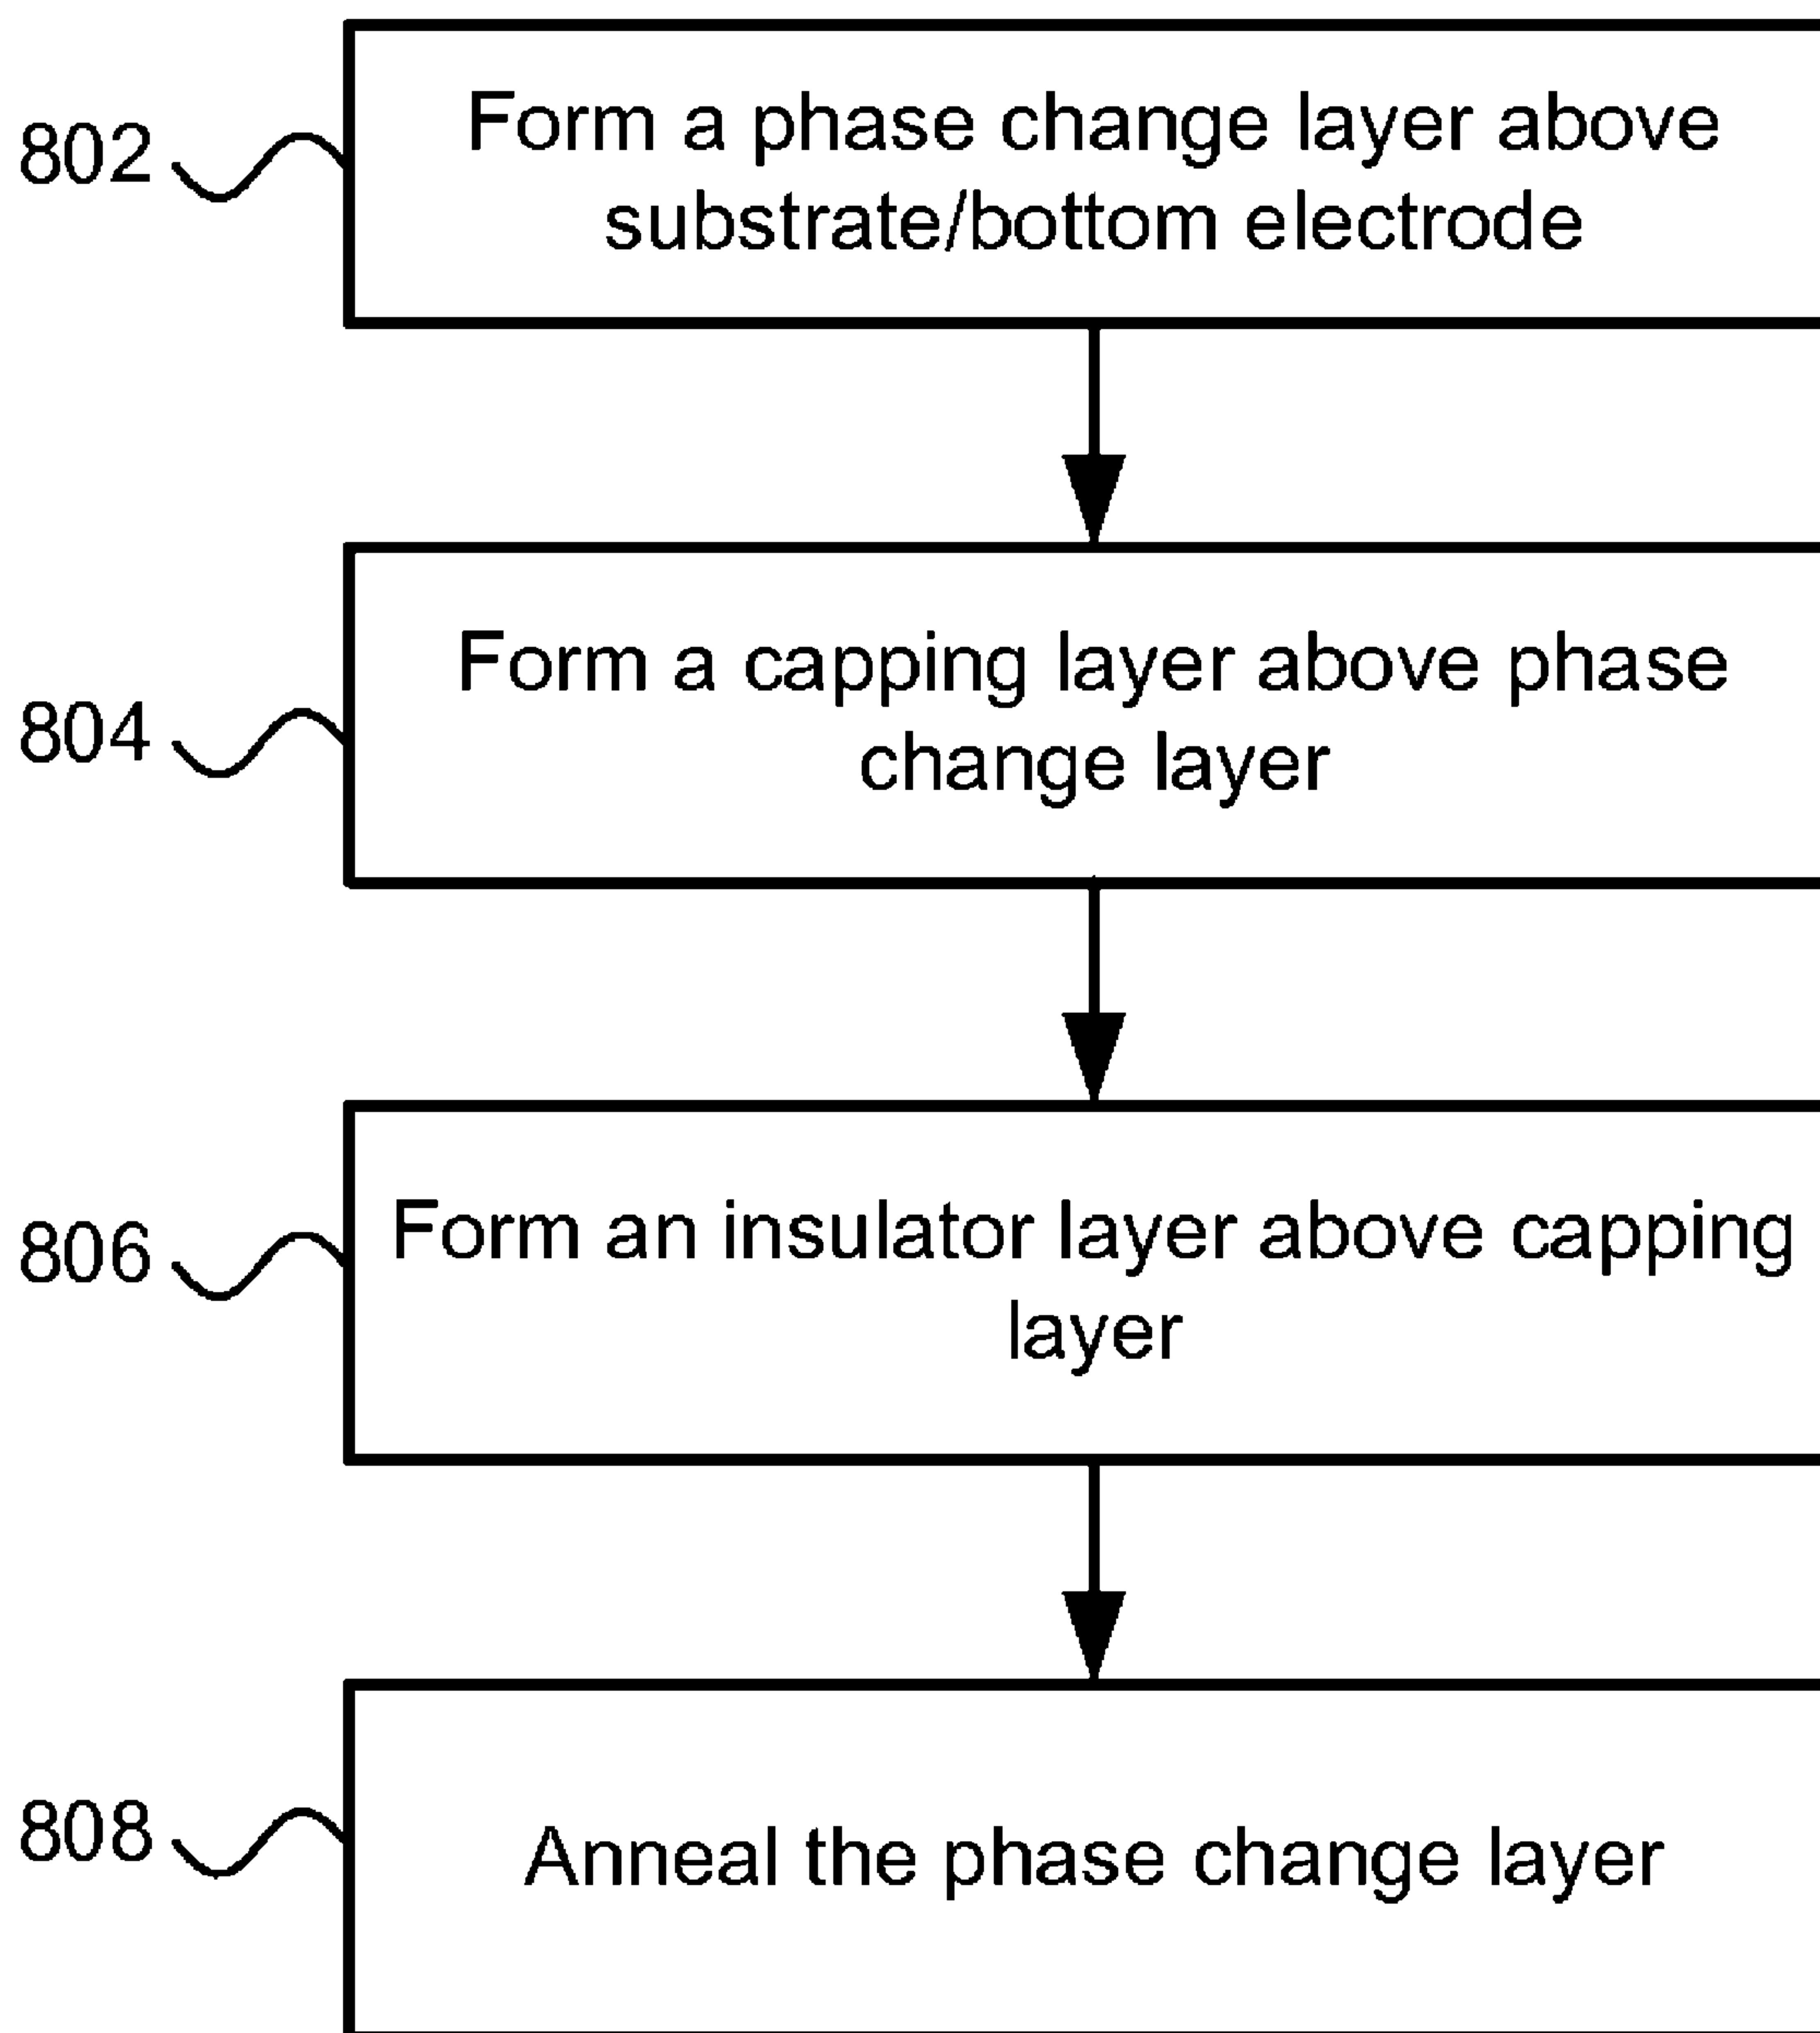 802
Form a phase change layer above
substrate/bottom electrode
804
Form a capping layer above phase
change layer
806
Form an insulator layer above capping
layer
808
Anneal the phase change layer